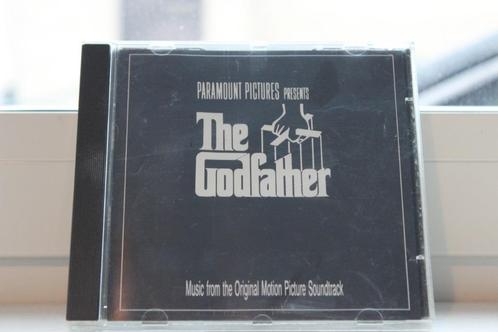 PARAMOUNT PICTURES PRESENTS
The
Godfather
Music from the Original Motion Picture Soundtrack